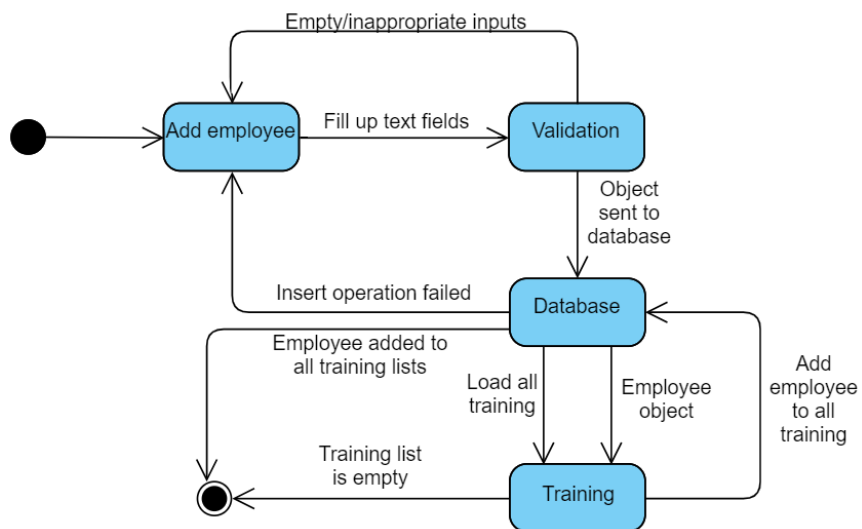 Empty/inappropriate inputs
Add employee
Fill up text fields
Validation
Object
sent to
database
Insert operation failed
Database
Employee added to
all training lists
Load all
training
Employee
object
Add
employee
to all
training
Training list
is empty
Training